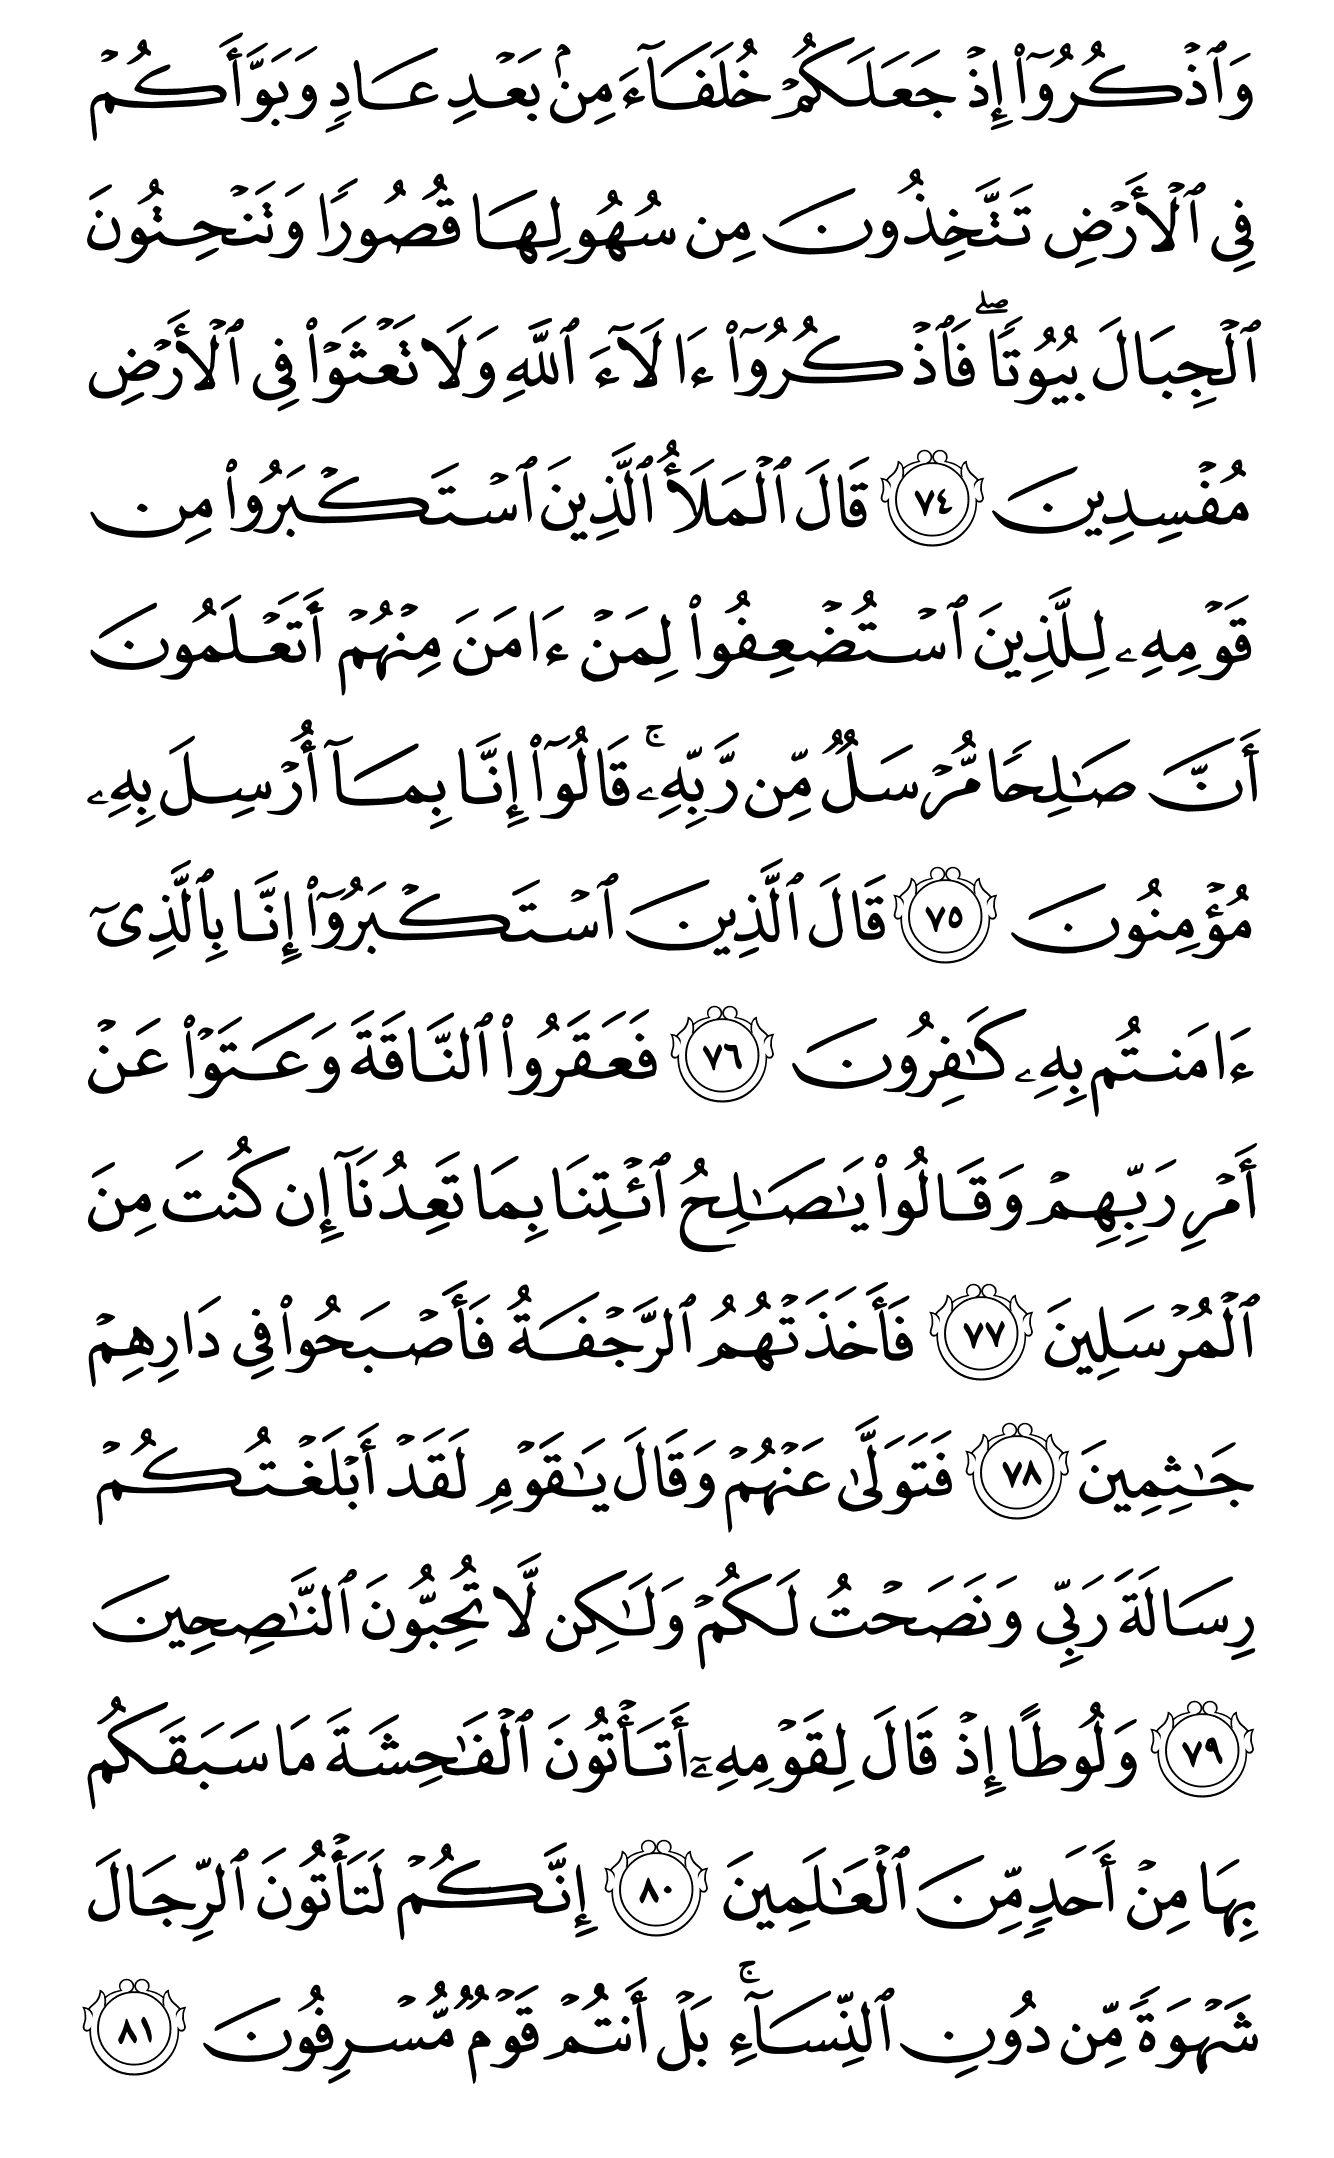 وَٱذۡكُرُوٓاْ إِذۡ جَعَلَكُمۡ خُلَفَآءَ مِنۢ بَعۡدِ عَادٖ وَبَوَّأَكُمۡ
فِي ٱلۡأَرۡضِ تَتَّخِذُونَ مِن سُهُولِهَا قُصُورٗا وَتَنۡحِتُونَ
ٱلۡجِبَالَ بُيُوتٗاۖ فَٱذۡكُرُوٓاْ ءَالَآءَ ٱللَّهِ وَلَا تَعۡثَوۡاْ فِي ٱلۡأَرۡضِ
مُفۡسِدِينَ ٧٤ قَالَ ٱلۡمَلَأُ ٱلَّذِينَ ٱسۡتَكۡبَرُواْ مِن
قَوۡمِهِۦ لِلَّذِينَ ٱسۡتُضۡعِفُواْ لِمَنۡ ءَامَنَ مِنۡهُمۡ أَتَعۡلَمُونَ
أَنَّ صَٰلِحٗا مُّرۡسَلٞ مِّن رَّبِّهِۦۚ قَالُوٓاْ إِنَّا بِمَآ أُرۡسِلَ بِهِۦ
مُؤۡمِنُونَ ٧٥ قَالَ ٱلَّذِينَ ٱسۡتَكۡبَرُوٓاْ إِنَّا بِٱلَّذِيٓ
ءَامَنتُم بِهِۦ كَٰفِرُونَ ٧٦ فَعَقَرُواْ ٱلنَّاقَةَ وَعَتَوۡاْ عَنۡ
أَمۡرِ رَبِّهِمۡ وَقَالُواْ يَٰصَٰلِحُ ٱئۡتِنَا بِمَا تَعِدُنَآ إِن كُنتَ مِنَ
ٱلۡمُرۡسَلِينَ ٧٧ فَأَخَذَتۡهُمُ ٱلرَّجۡفَةُ فَأَصۡبَحُواْ فِي دَارِهِمۡ
جَٰثِمِينَ ٧٨ فَتَوَلَّىٰ عَنۡهُمۡ وَقَالَ يَٰقَوۡمِ لَقَدۡ أَبۡلَغۡتُكُمۡ
رِسَالَةَ رَبِّي وَنَصَحۡتُ لَكُمۡ وَلَٰكِن لَّا تُحِبُّونَ ٱلنَّٰصِحِينَ
٧٩ وَلُوطًا إِذۡ قَالَ لِقَوۡمِهِۦٓ أَتَأۡتُونَ ٱلۡفَٰحِشَةَ مَا سَبَقَكُم
بِهَا مِنۡ أَحَدٖ مِّنَ ٱلۡعَٰلَمِينَ ٨٠ إِنَّكُمۡ لَتَأۡتُونَ ٱلرِّجَالَ
شَهۡوَةٗ مِّن دُونِ ٱلنِّسَآءِۚ بَلۡ أَنتُمۡ قَوۡمٞ مُّسۡرِفُونَ ٨١